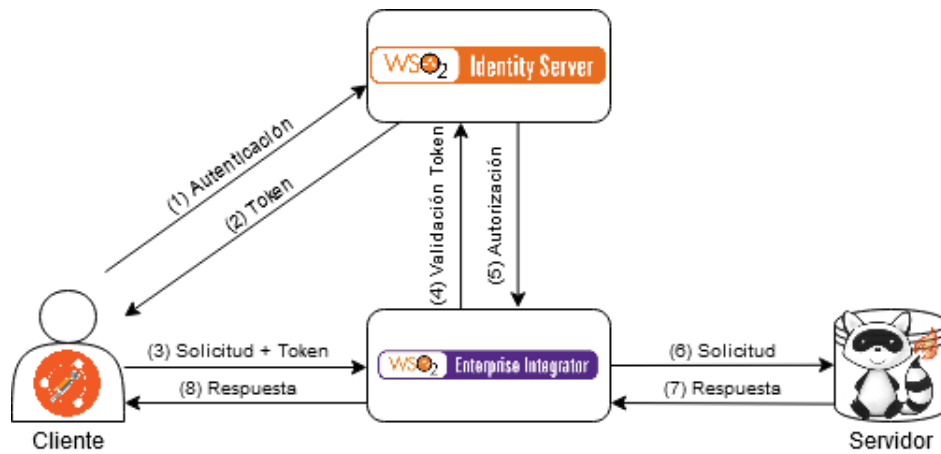 WSO2 Identity Server
(1) Autenticación
(2) Token
(4) Validación Token
(5) Autorización
(3) Solicitud + Token
(8) Respuesta
WSO2 Enterprise Integrator
(6) Solicitud
(7) Respuesta
Cliente
Servidor